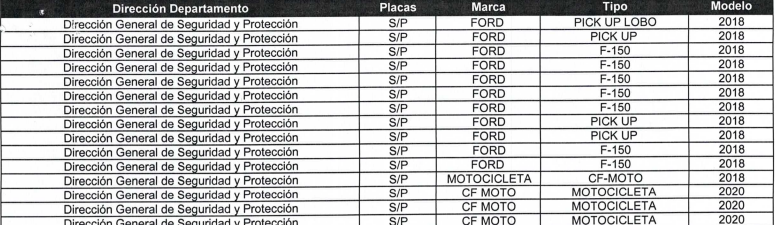 Dirección Departamento Placas Marca Tipo Modelo
Dirección General de Seguridad y Protección S/P FORD PICK UP LOBO 2018
Dirección General de Seguridad y Protección S/P FORD PICK UP 2018
Dirección General de Seguridad y Protección S/P FORD F-150 2018
Dirección General de Seguridad y Protección S/P FORD F-150 2018
Dirección General de Seguridad y Protección S/P FORD F-150 2018
Dirección General de Seguridad y Protección S/P FORD F-150 2018
Dirección General de Seguridad y Protección S/P FORD F-150 2018
Dirección General de Seguridad y Protección S/P FORD PICK UP 2018
Dirección General de Seguridad y Protección S/P FORD PICK UP 2018
Dirección General de Seguridad y Protección S/P FORD F-150 2018
Dirección General de Seguridad y Protección S/P FORD F-150 2018
Dirección General de Seguridad y Protección S/P MOTOCICLETA CF-MOTO 2018
Dirección General de Seguridad y Protección S/P CF MOTO MOTOCICLETA 2020
Dirección General de Seguridad y Protección S/P CF MOTO MOTOCICLETA 2020
Dirección General de Seguridad y Protección S/P CF MOTO MOTOCICLETA 2020